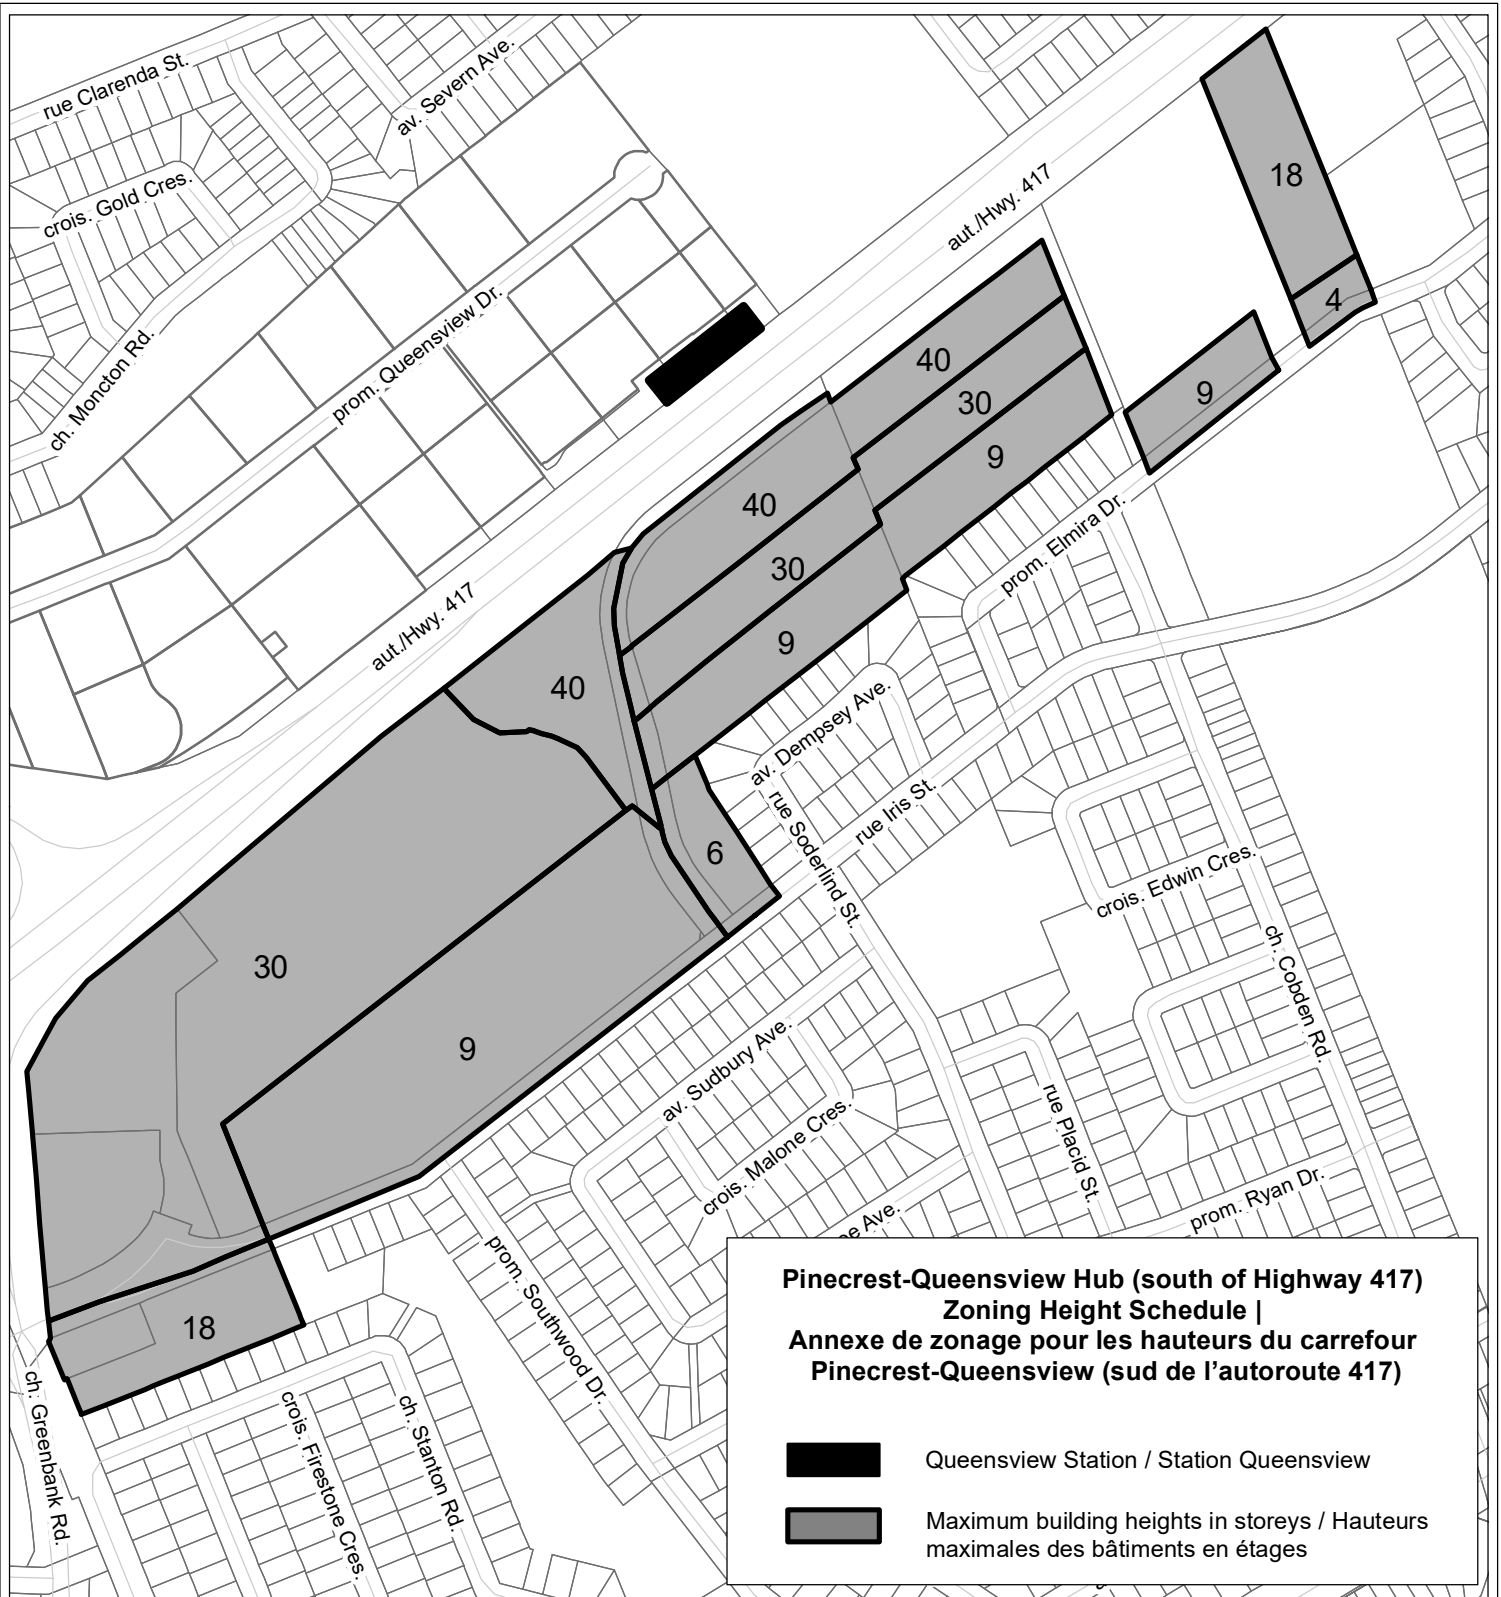 rue Clarenda St.
av. Severn Ave.
crois. Gold Cres.
ch. Moncton Rd.
prom. Queensview Dr.
aut./Hwy. 417
18
4
9
40
30
9
40
30
9
prom. Elmira Dr.
aut./Hwy. 417
40
av. Dempsey Ave.
rue Iris St.
rue Soderlind St.
6
crois. Edwin Cres.
ch. Cobden Rd.
30
9
av. Sudbury Ave.
crois. Malone Cres.
rue Placid St.
prom. Ryan Dr.
Ave.
18
prom. Southwood Dr.
ch. Greenbank Rd.
crois. Firestone Cres.
ch. Stanton Rd.
Pinecrest-Queensview Hub (south of Highway 417)
Zoning Height Schedule |
Annexe de zonage pour les hauteurs du carrefour
Pinecrest-Queensview (sud de l’autoroute 417)
Queensview Station / Station Queensview
Maximum building heights in storeys / Hauteurs
maximales des bâtiments en étages